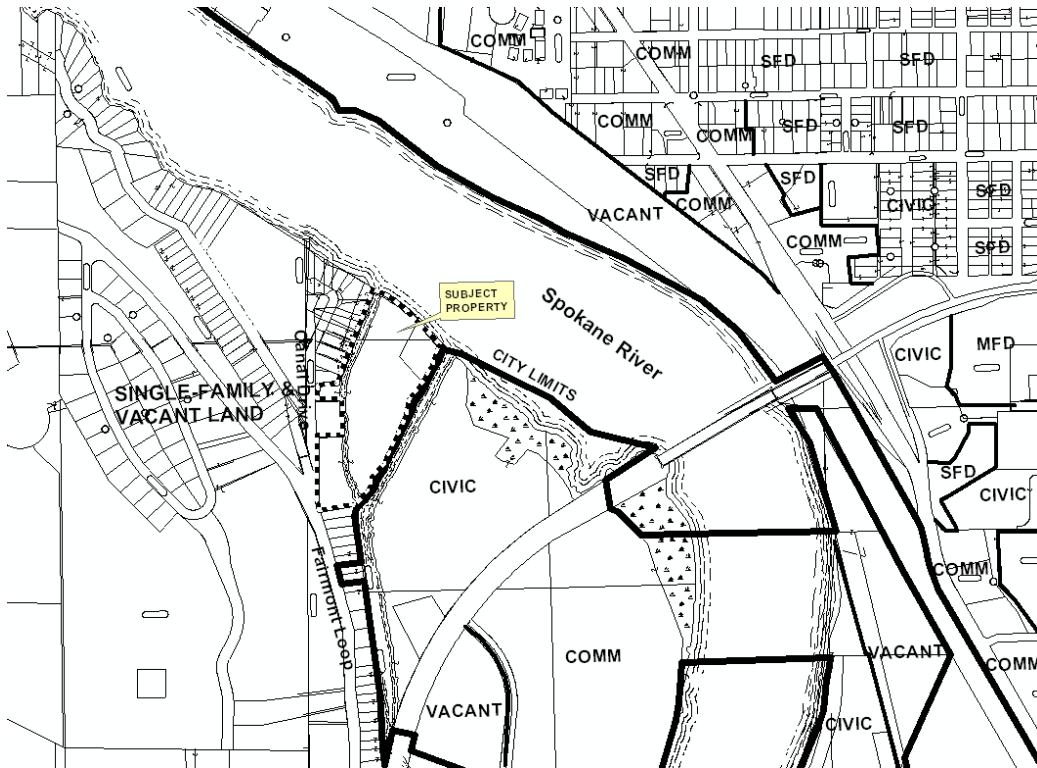 COMM
COMM
SFD
SFD
COMM
COMM
SFD
SFD
SFD
SFD
SFD
COMM
CIVIC
VACANT
COMM
SFD
SUBJECT
PROPERTY
Spokane River
CITY LIMITS
CIVIC
MFD
Canal Drive
SINGLE-FAMILY &
VACANT LAND
SFD
CIVIC
CIVIC
Fairmont Loop
COMM
COMM
VACANT
COMM
VACANT
CIVIC